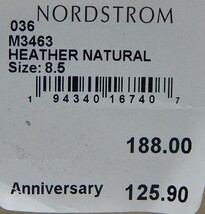 NORDSTROM
036
M3463
HEATHER NATURAL
Size: 8.5
1 94340 16740 7
188.00
Anniversary 125.90